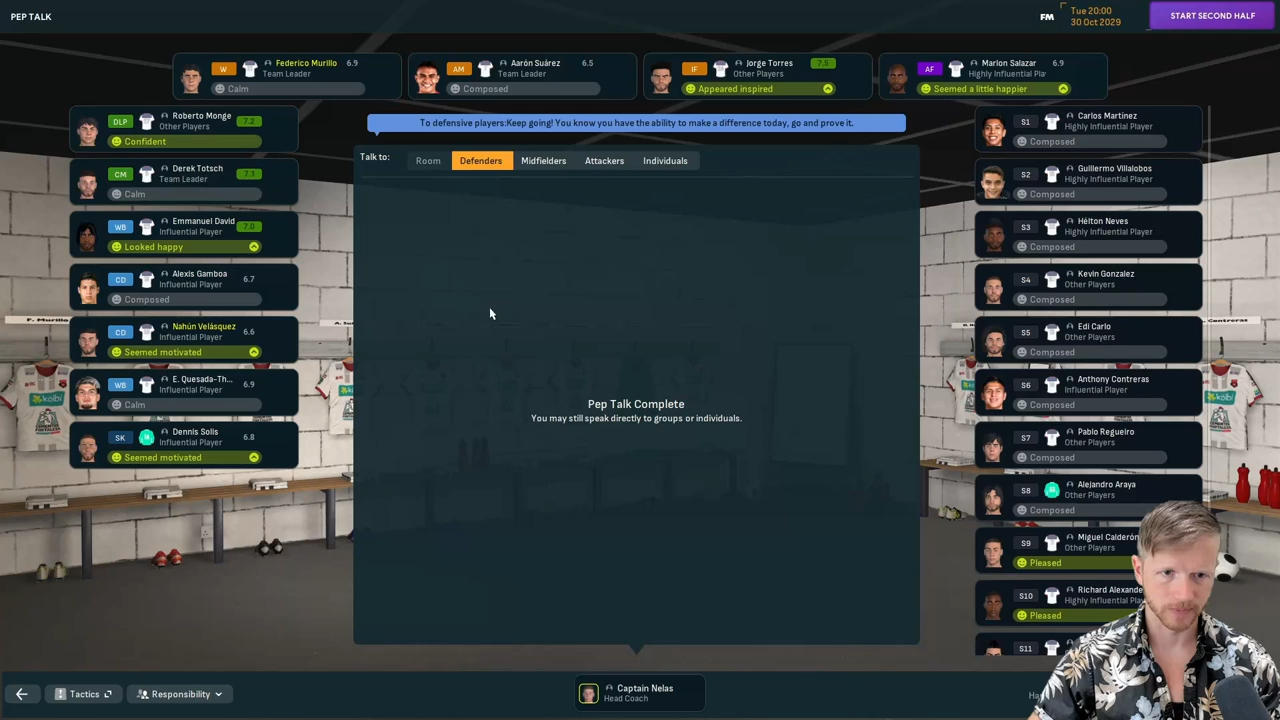 PEP TALK
FM
Tue 20:00
30 Oct 2029
START SECOND HALF
W
Federico Murillo 6.9
Team Leader
Calm
AM
Aarón Suárez 6.5
Team Leader
Composed
IF
Jorge Torres 7.5
Other Players
Appeared inspired
AF
Marlon Salazar 6.9
Highly Influential Pla
Seemed a little happier
DLP
Roberto Monge 7.2
Other Players
Confident
CM
Derek Totsch 7.1
Team Leader
Calm
WB
Emmanuel David 7.0
Influential Player
Looked happy
CD
Alexis Gamboa 6.7
Influential Player
Composed
CD
Nahún Velásquez 6.6
Influential Player
Seemed motivated
WB
E. Quesada-Th... 6.9
Influential Player
Calm
SK
Dennis Solis 6.8
Influential Player
Seemed motivated
To defensive players:Keep going! You know you have the ability to make a difference today, go and prove it.
Talk to: Room Defenders Midfielders Attackers Individuals
Pep Talk Complete
You may still speak directly to groups or individuals.
S1
Carlos Martínez
Highly Influential Player
Composed
S2
Guillermo Villalobos
Highly Influential Player
Composed
S3
Hélton Neves
Highly Influential Player
Composed
S4
Kevin Gonzalez
Other Players
Composed
S5
Edi Carlo
Other Players
Composed
S6
Anthony Contreras
Influential Player
Composed
S7
Pablo Regueiro
Other Players
Composed
S8
Alejandro Araya
Other Players
Composed
S9
Miguel Calderón
Other Players
Pleased
S10
Richard Alexande
Highly Influential Play
Pleased
S11
F. Murillo
Contreras
kölbi
kölbi
kölbi
Tactics
Responsibility
Captain Nelas
Head Coach